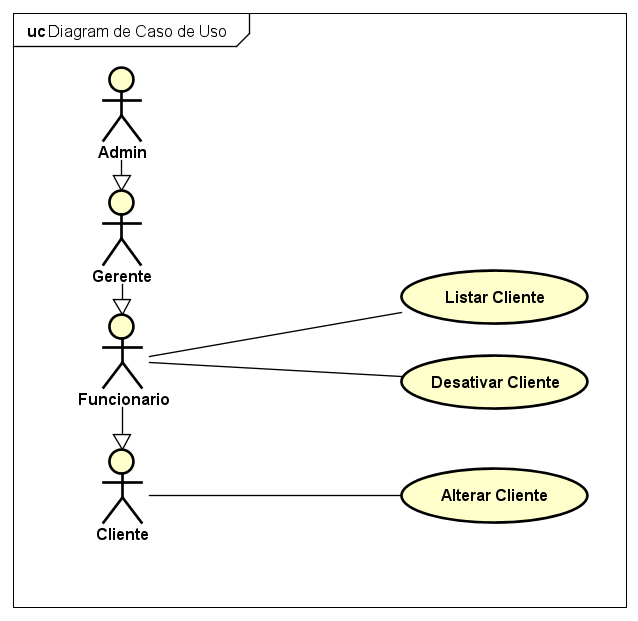 uc Diagram de Caso de Uso
Admin
Gerente
Listar Cliente
Desativar Cliente
Funcionario
Alterar Cliente
Cliente